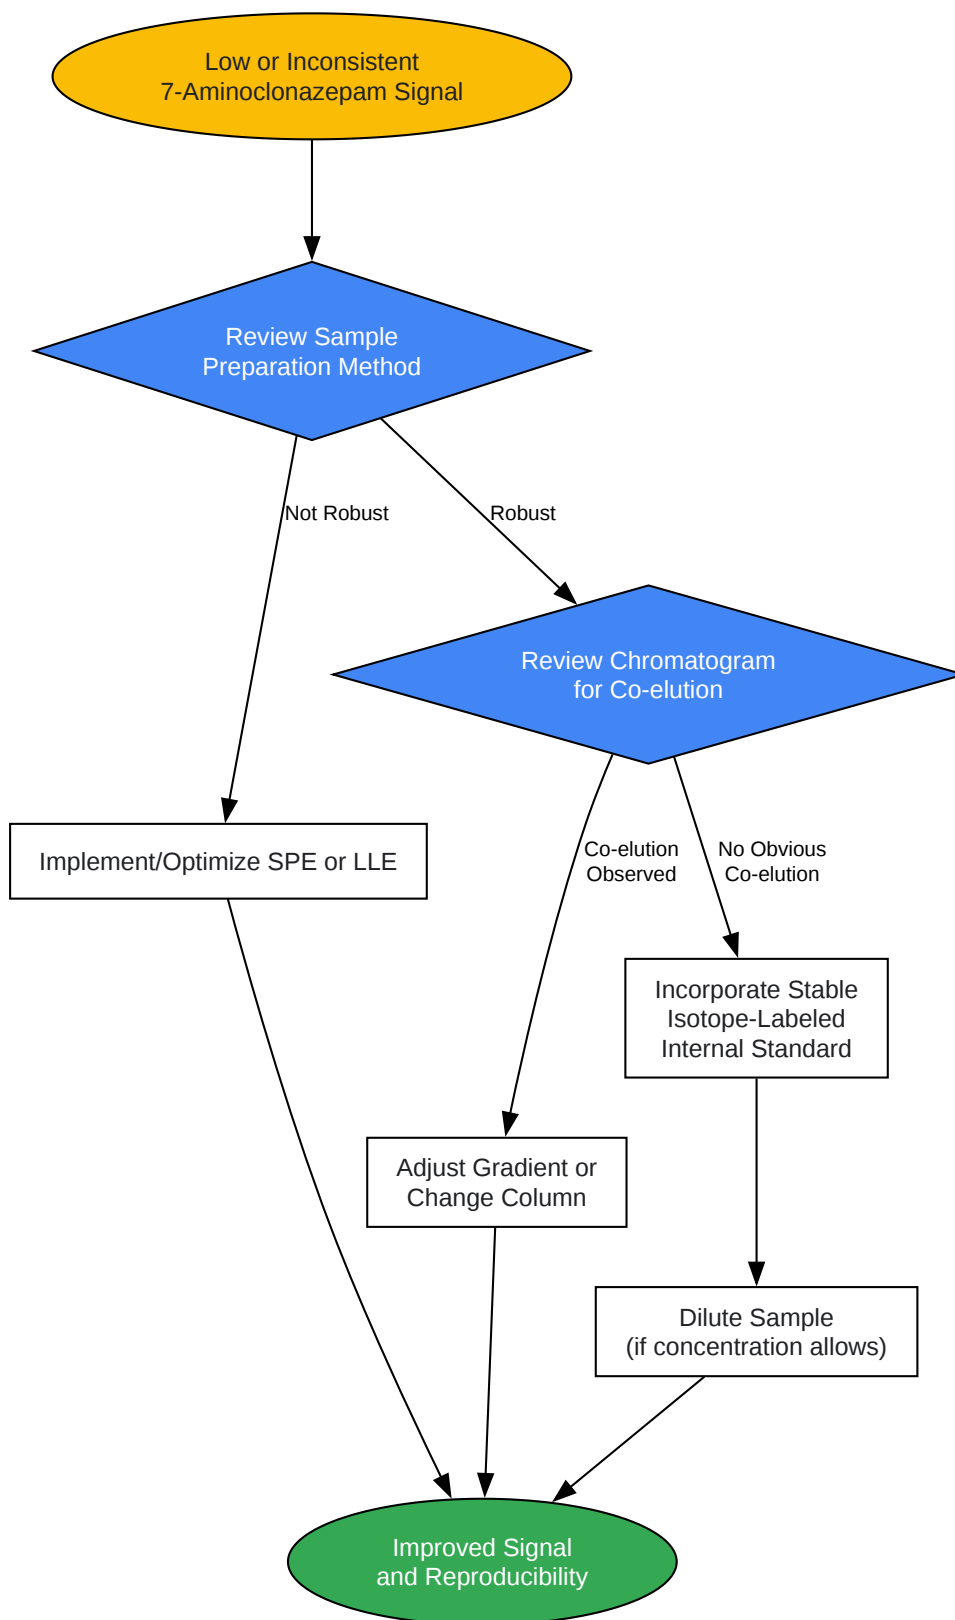 Low or Inconsistent
7-Aminoclonazepam Signal
Review Sample
Preparation Method
Not Robust
Robust
Review Chromatogram
for Co-elution
Implement/Optimize SPE or LLE
Co-elution
Observed
No Obvious
Co-elution
Incorporate Stable
Isotope-Labeled
Internal Standard
Adjust Gradient or
Change Column
Dilute Sample
(if concentration allows)
Improved Signal
and Reproducibility